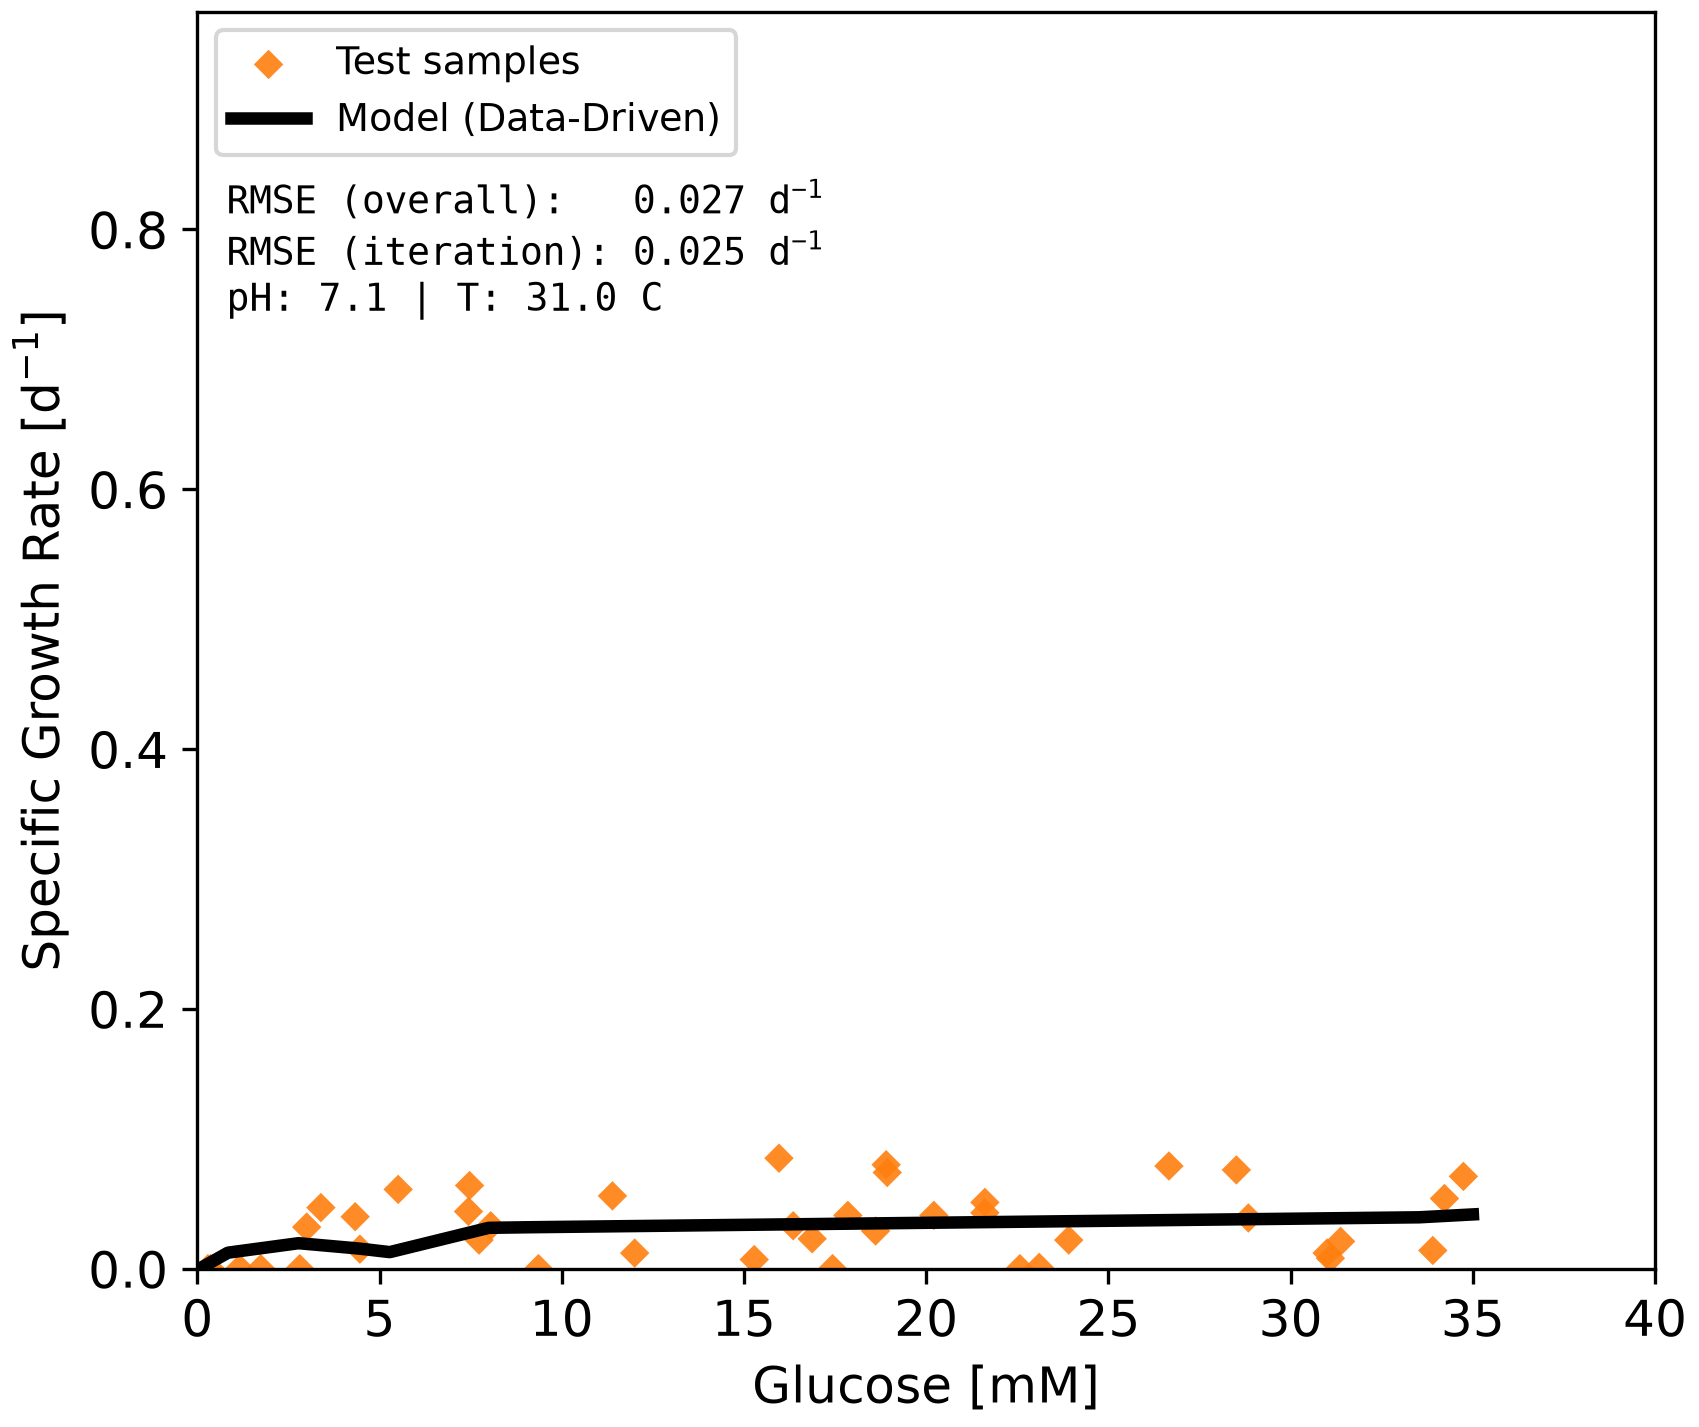 Test samples
Model (Data-Driven)
RMSE (overall):   0.027 d⁻¹
RMSE (iteration): 0.025 d⁻¹
pH: 7.1 | T: 31.0 C
Specific Growth Rate [d⁻¹]
0.8
0.6
0.4
0.2
0.0
0 5 10 15 20 25 30 35 40
Glucose [mM]